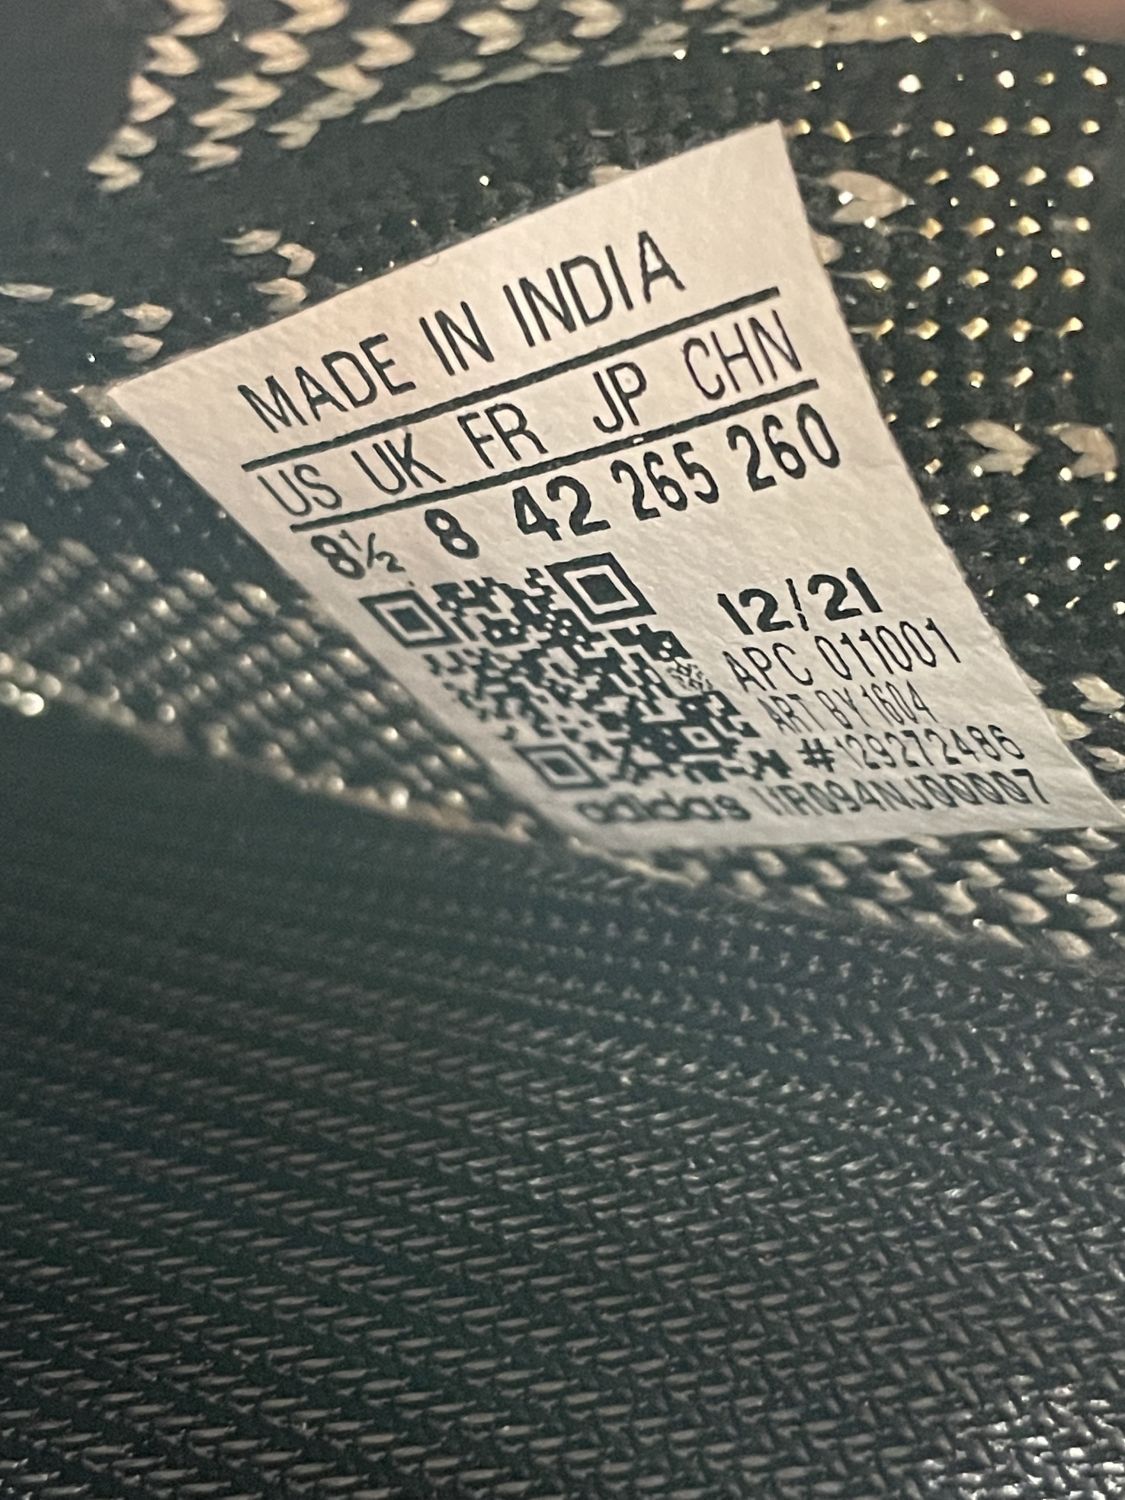 MADE IN INDIA
US UK FR JP CHN
8½ 8 42 265 260
12/21
APC 011001
ART BY1604
#129272486
adidas 11R094NJ00007